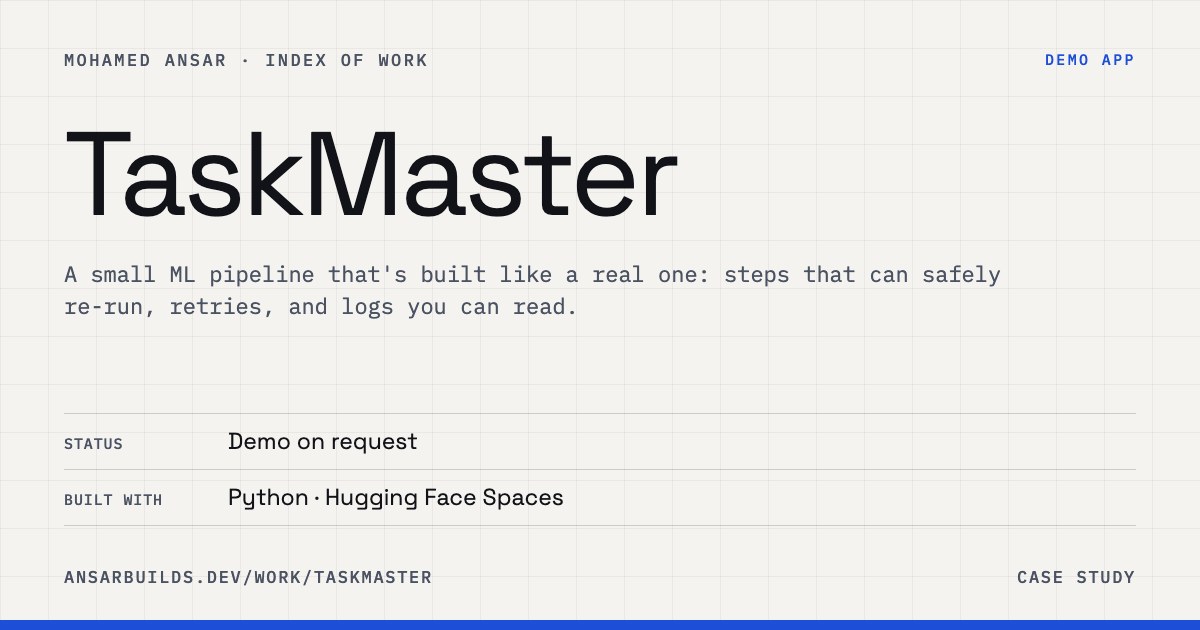 MOHAMED ANSAR · INDEX OF WORK
DEMO APP
TaskMaster
A small ML pipeline that's built like a real one: steps that can safely
re-run, retries, and logs you can read.
STATUS
Demo on request
BUILT WITH
Python · Hugging Face Spaces
ANSARBUILDS.DEV/WORK/TASKMASTER
CASE STUDY